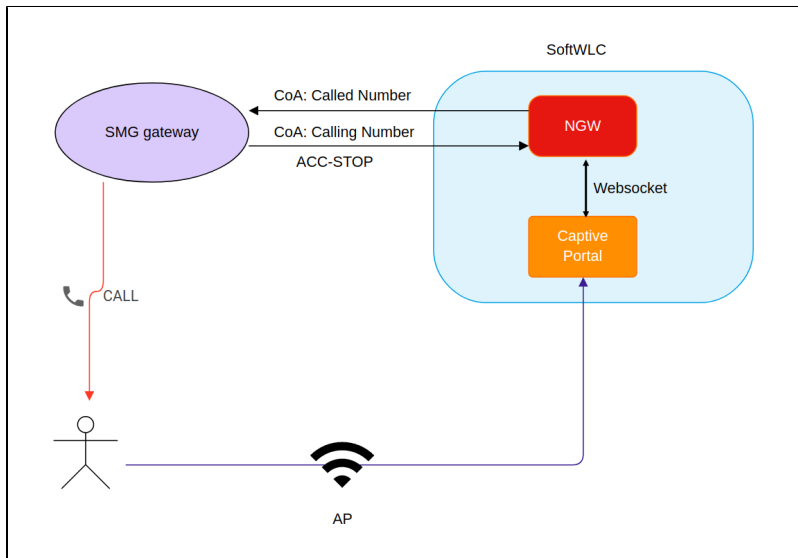 SoftWLC
CoA: Called Number
SMG gateway
CoA: Calling Number
NGW
ACC-STOP
Websocket
Captive
Portal
CALL
AP